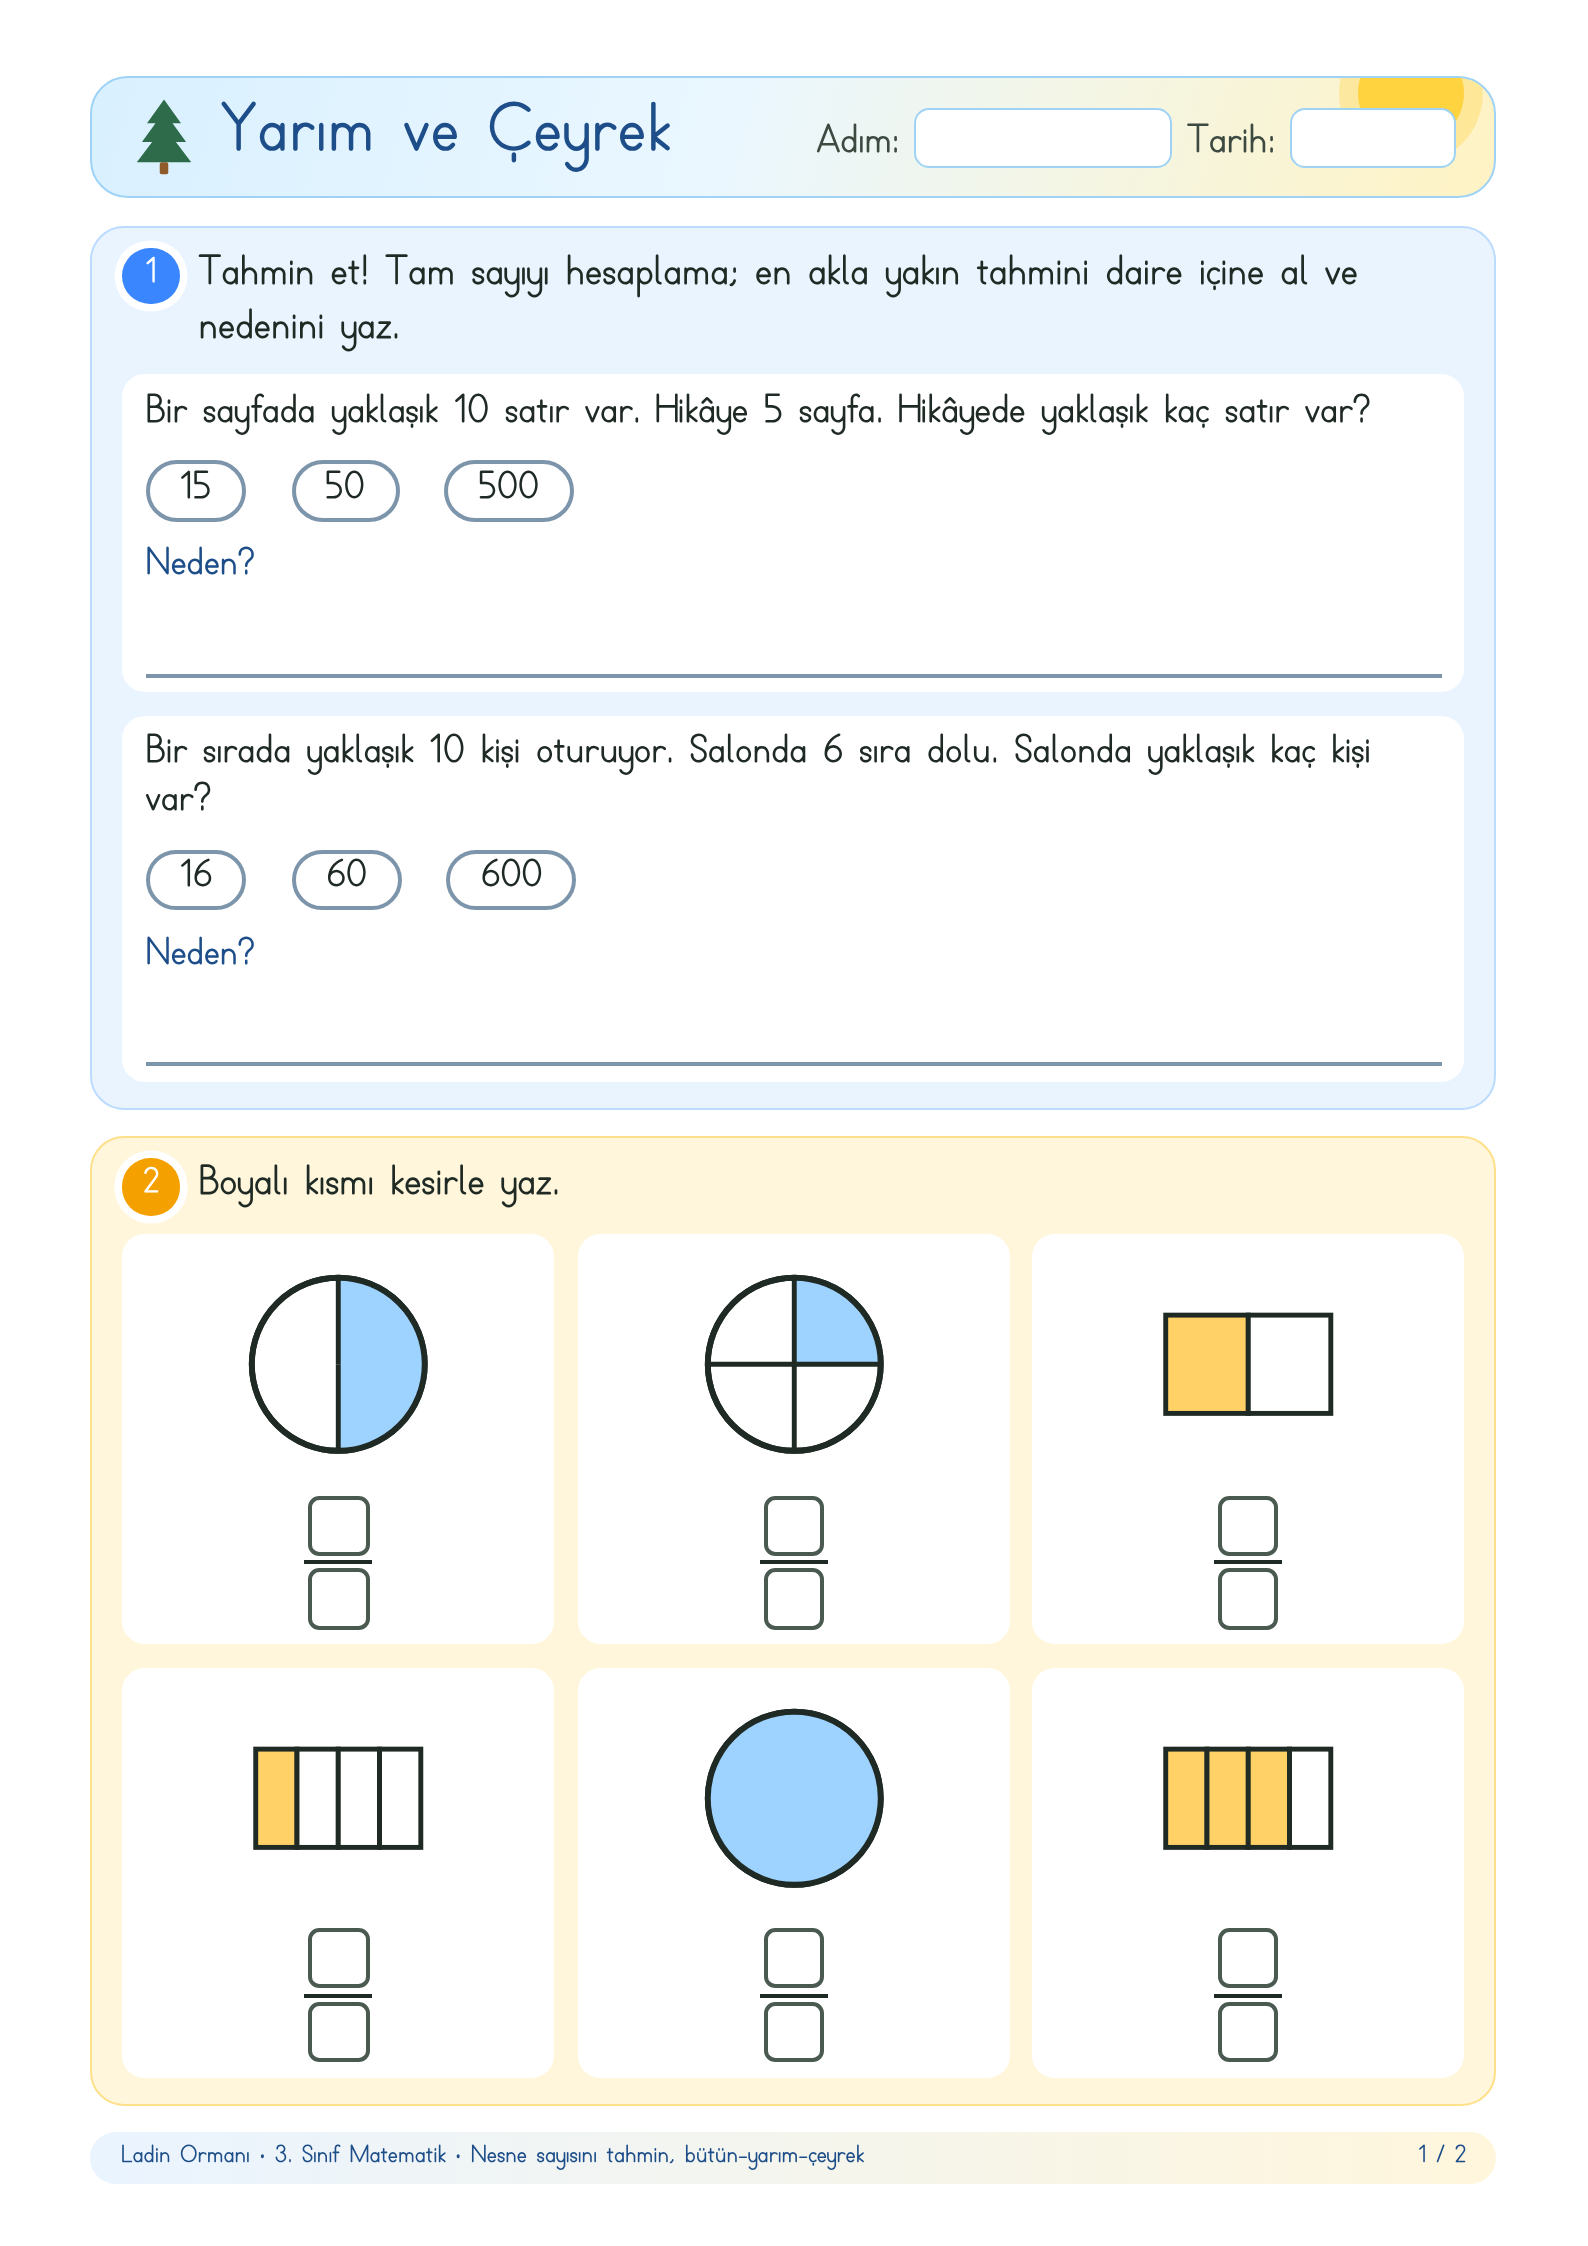 Yarım ve Çeyrek
Adım:
Tarih:
1
Tahmin et! Tam sayıyı hesaplama; en akla yakın tahmini daire içine al ve
nedenini yaz.
Bir sayfada yaklaşık 10 satır var. Hikâye 5 sayfa. Hikâyede yaklaşık kaç satır var?
15 50 500
Neden?
Bir sırada yaklaşık 10 kişi oturuyor. Salonda 6 sıra dolu. Salonda yaklaşık kaç kişi
var?
16 60 600
Neden?
2
Boyalı kısmı kesirle yaz.
Ladin Ormanı • 3. Sınıf Matematik • Nesne sayısını tahmin, bütün-yarım-çeyrek
1 / 2